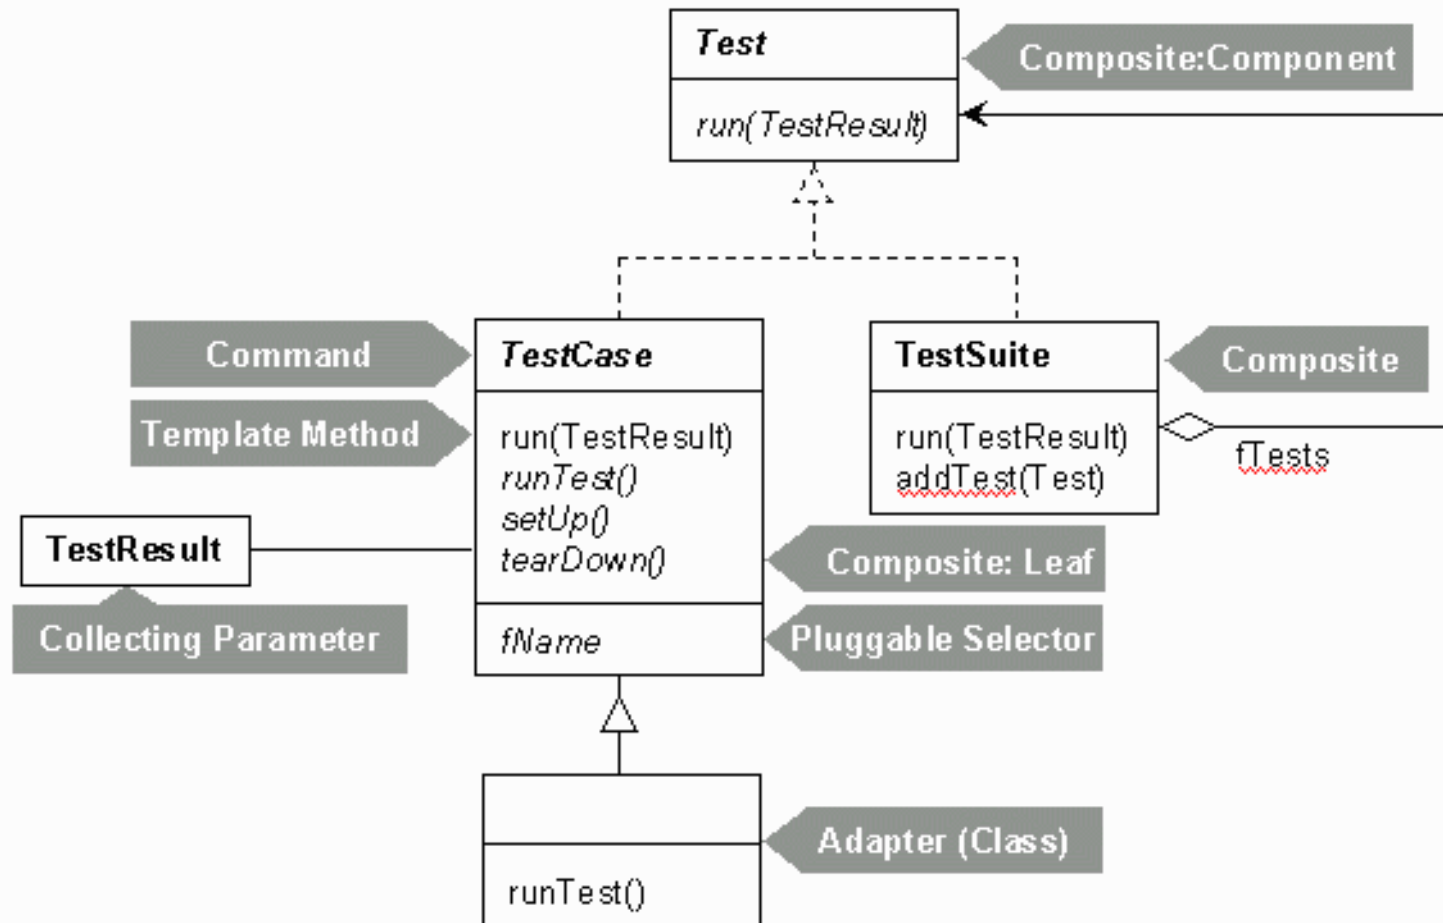 Test
Composite:Component
run(TestResult)
Command
TestCase
TestSuite
Composite
Template Method
run(TestResult)
runTest()
setUp()
tearDown()
run(TestResult)
addTest(Test)
fTests
TestResult
Composite: Leaf
Collecting Parameter
fName
Pluggable Selector
Adapter (Class)
runTest()